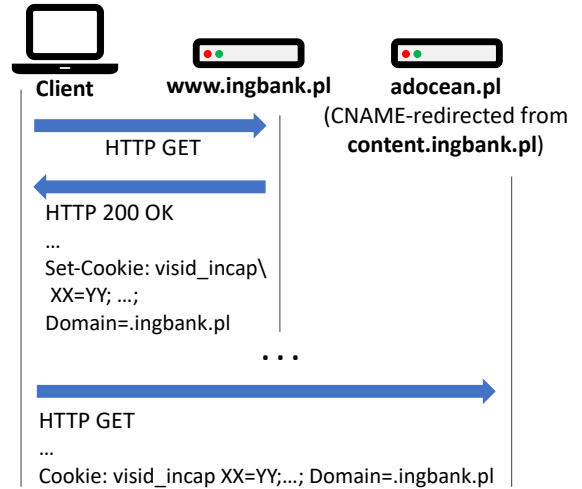 Client
www.ingbank.pl
adocean.pl
(CNAME-redirected from
content.ingbank.pl)
HTTP GET
HTTP 200 OK
…
Set-Cookie: visid_incap\
XX=YY; …;
Domain=.ingbank.pl
. . .
HTTP GET
…
Cookie: visid_incap XX=YY;…; Domain=.ingbank.pl